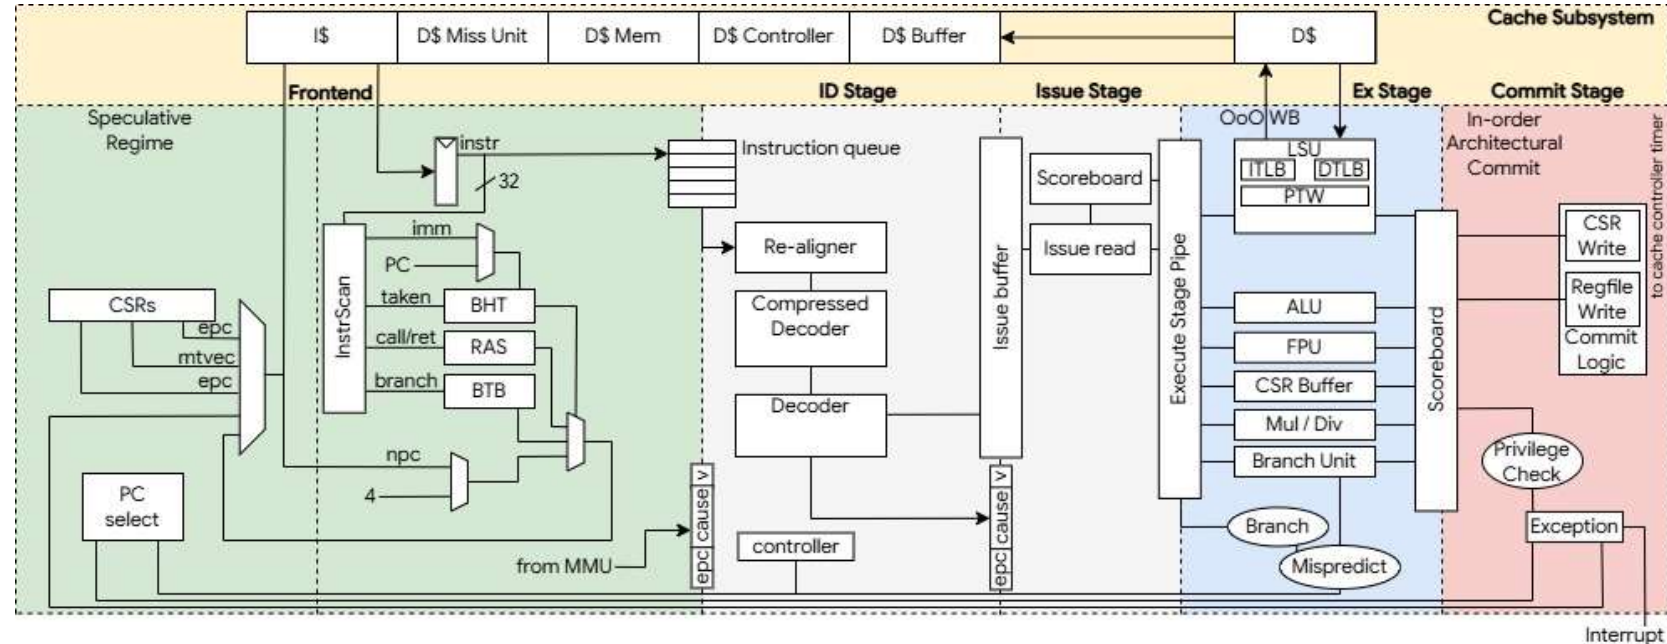 Cache Subsystem
I$
D$ Miss Unit
D$ Mem
D$ Controller
D$ Buffer
D$
Frontend
ID Stage
Issue Stage
Ex Stage
Commit Stage
Speculative
Regime
instr
32
Instruction queue
OoO WB
LSU
ITLB
DTLB
PTW
In-order
Architectural
Commit
to cache controller timer
Scoreboard
Issue read
CSR
Write
Regfile
Write
Commit
Logic
imm
PC
InstrScan
taken
BHT
call/ret
RAS
branch
BTB
Re-aligner
Compressed
Decoder
Decoder
Issue buffer
Execute Stage Pipe
ALU
FPU
CSR Buffer
Mul / Div
Branch Unit
Scoreboard
CSRs
epc
mtvec
epc
npc
4
PC
select
epc cause v
from MMU
controller
epc cause v
Branch
Mispredict
Privilege
Check
Exception
Interrupt